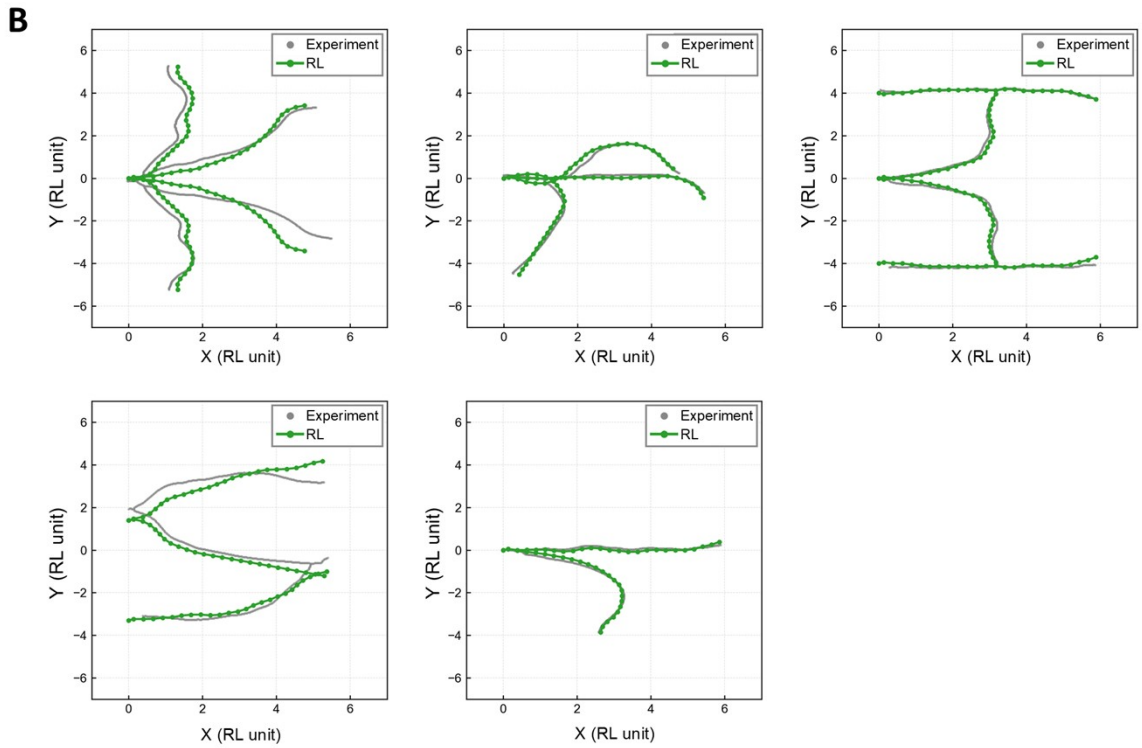 B
Experiment
RL
6
4
2
0
−2
−4
−6
Y (RL unit)
0 2 4 6
X (RL unit)
Experiment
RL
6
4
2
0
−2
−4
−6
Y (RL unit)
0 2 4 6
X (RL unit)
Experiment
RL
6
4
2
0
−2
−4
−6
Y (RL unit)
0 2 4 6
X (RL unit)
Experiment
RL
6
4
2
0
−2
−4
−6
Y (RL unit)
0 2 4 6
X (RL unit)
Experiment
RL
6
4
2
0
−2
−4
−6
Y (RL unit)
0 2 4 6
X (RL unit)